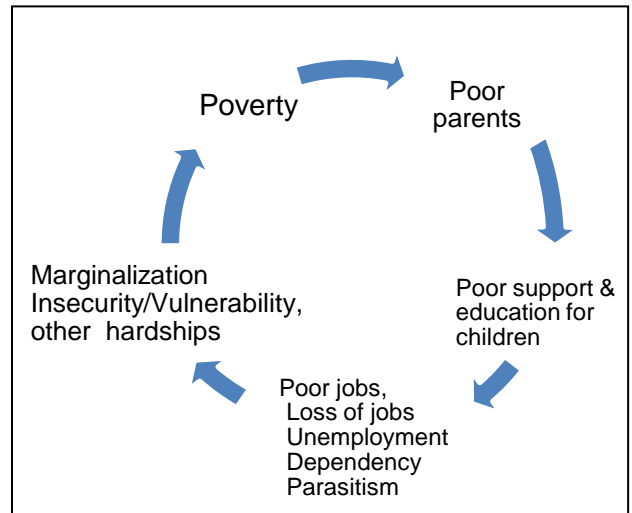 Poverty
Poor
parents
Poor support &
education for
children
Poor jobs,
Loss of jobs
Unemployment
Dependency
Parasitism
Marginalization
Insecurity/Vulnerability,
other hardships